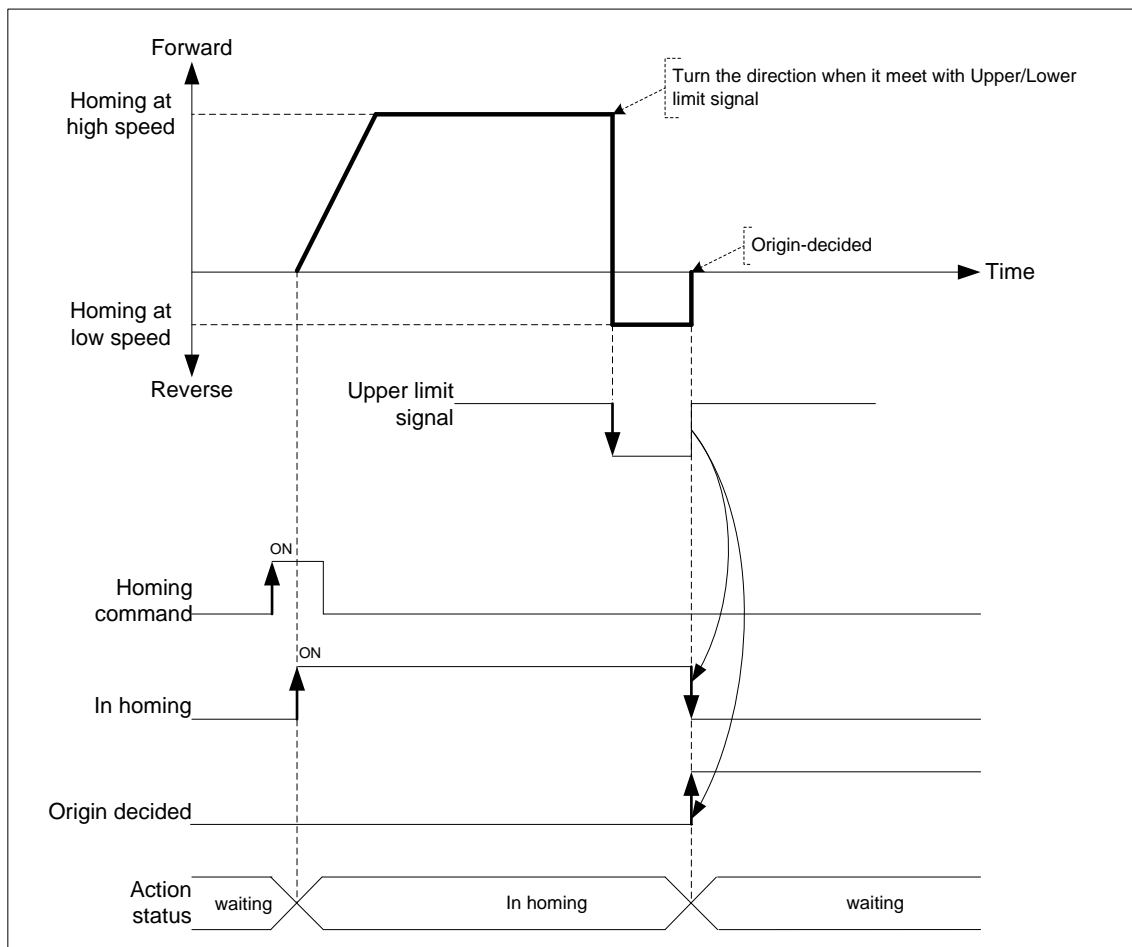 Forward
Homing at
high speed
Turn the direction when it meet with Upper/Lower
limit signal
Origin-decided
Time
Homing at
low speed
Reverse
Upper limit
signal
ON
Homing
command
ON
In homing
Origin decided
Action
status
waiting
In homing
waiting